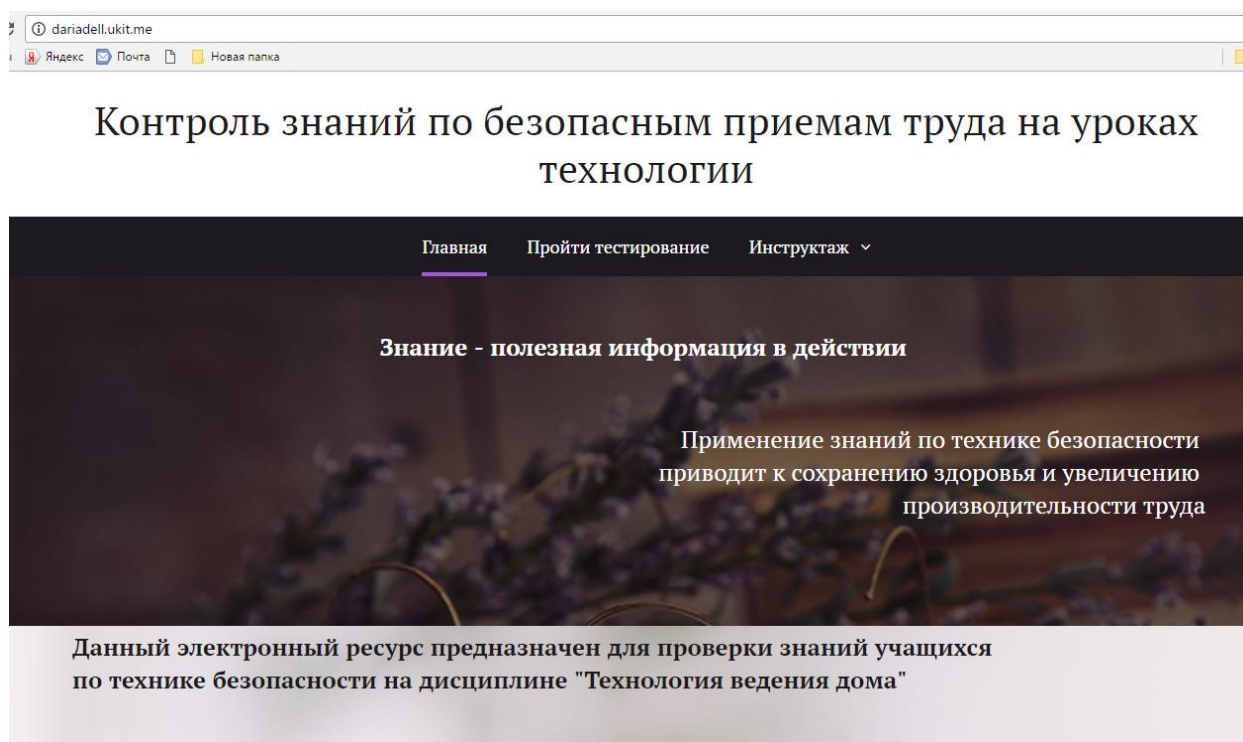 dariadell.ukit.me
Яндекс Почта Новая папка
Контроль знаний по безопасным приемам труда на уроках
технологии
Главная Пройти тестирование Инструктаж
Знание - полезная информация в действии
Применение знаний по технике безопасности
приводит к сохранению здоровья и увеличению
производительности труда
Данный электронный ресурс предназначен для проверки знаний учащихся
по технике безопасности на дисциплине "Технология ведения дома"